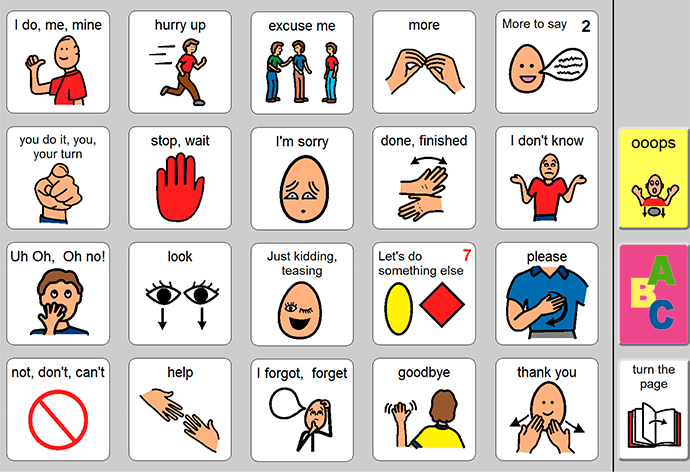 I do, me, mine
hurry up
excuse me
more
More to say 2
you do it, you,
your turn
stop, wait
I'm sorry
done, finished
I don't know
ooops
Uh Oh, Oh no!
look
Just kidding,
teasing
Let's do 7
something else
please
A
B
C
not, don't, can't
help
I forgot, forget
goodbye
thank you
turn the
page